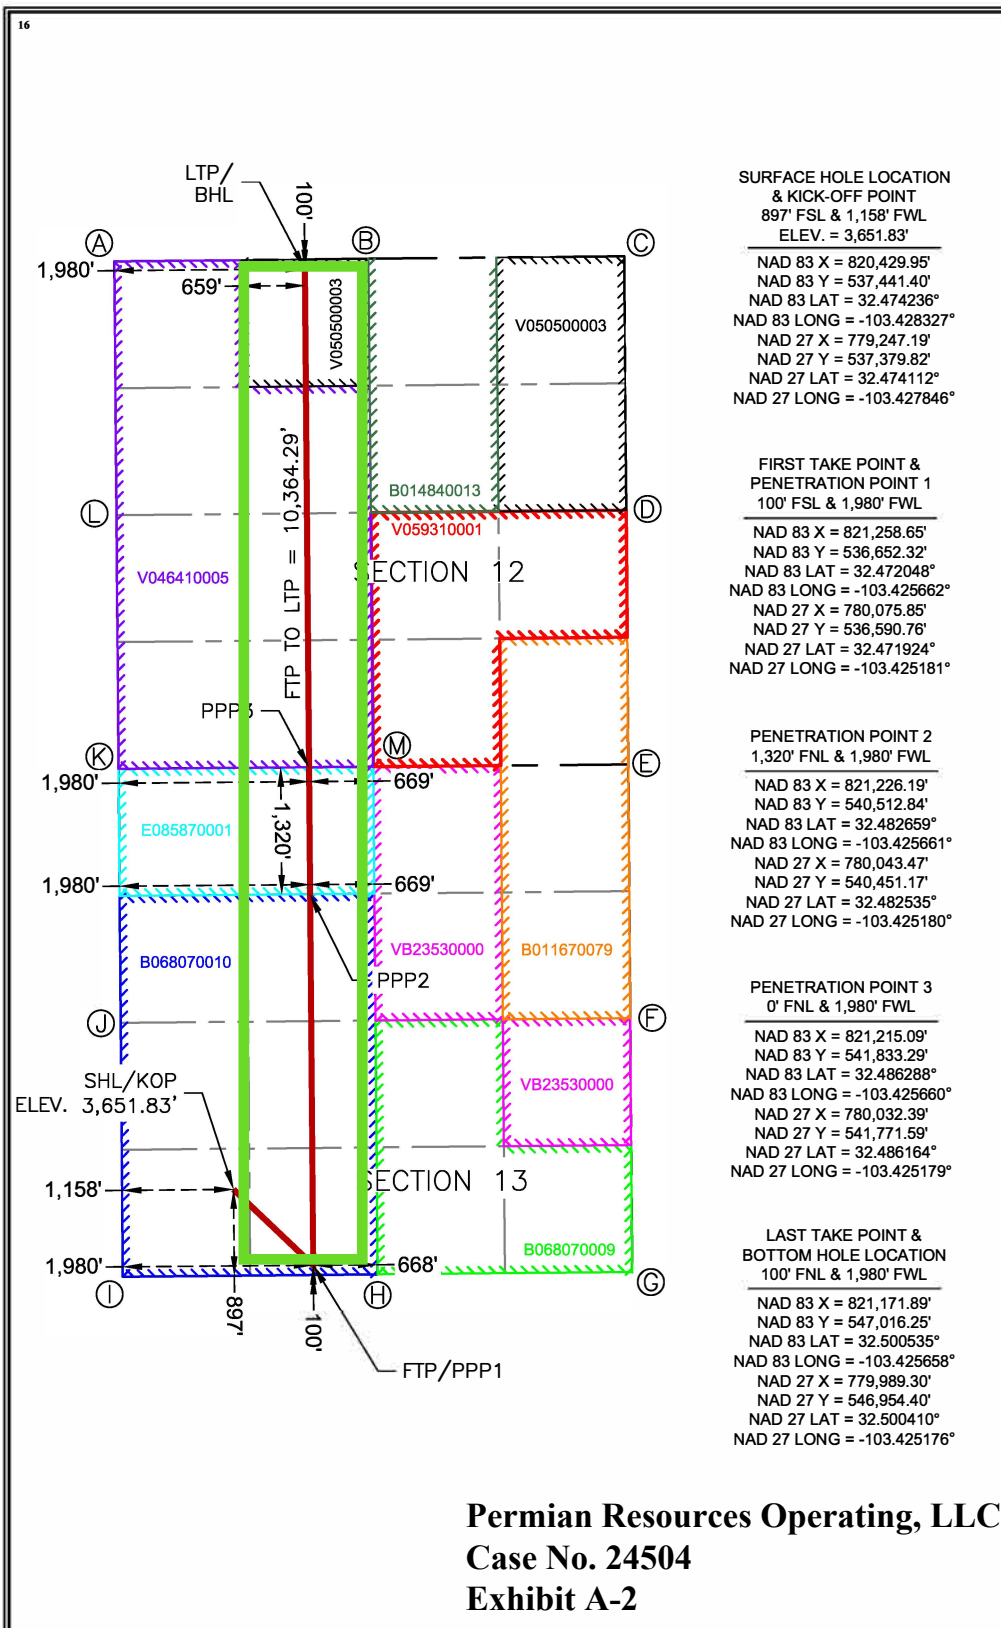 16
LTP/
BHL
100'
A
B
C
1,980'
659'
V050500003
V050500003
FTP TO LTP = 10,364.29'
B014840013
L
D
V059310001
V046410005
SECTION 12
PPP3
K
M
E
1,980'
669'
E085870001
1,320'
1,980'
669'
B068070010
VB23530000
B011670079
PPP2
J
F
SHL/KOP
ELEV. 3,651.83'
VB23530000
1,158'
SECTION 13
B068070009
1,980'
668'
I
H
G
897'
100'
FTP/PPP1
SURFACE HOLE LOCATION
& KICK-OFF POINT
897' FSL & 1,158' FWL
ELEV. = 3,651.83'
NAD 83 X = 820,429.95'
NAD 83 Y = 537,441.40'
NAD 83 LAT = 32.474236°
NAD 83 LONG = -103.428327°
NAD 27 X = 779,247.19'
NAD 27 Y = 537,379.82'
NAD 27 LAT = 32.474112°
NAD 27 LONG = -103.427846°
FIRST TAKE POINT &
PENETRATION POINT 1
100' FSL & 1,980' FWL
NAD 83 X = 821,258.65'
NAD 83 Y = 536,652.32'
NAD 83 LAT = 32.472048°
NAD 83 LONG = -103.425662°
NAD 27 X = 780,075.85'
NAD 27 Y = 536,590.76'
NAD 27 LAT = 32.471924°
NAD 27 LONG = -103.425181°
PENETRATION POINT 2
1,320' FNL & 1,980' FWL
NAD 83 X = 821,226.19'
NAD 83 Y = 540,512.84'
NAD 83 LAT = 32.482659°
NAD 83 LONG = -103.425661°
NAD 27 X = 780,043.47'
NAD 27 Y = 540,451.17'
NAD 27 LAT = 32.482535°
NAD 27 LONG = -103.425180°
PENETRATION POINT 3
0' FNL & 1,980' FWL
NAD 83 X = 821,215.09'
NAD 83 Y = 541,833.29'
NAD 83 LAT = 32.486288°
NAD 83 LONG = -103.425660°
NAD 27 X = 780,032.39'
NAD 27 Y = 541,771.59'
NAD 27 LAT = 32.486164°
NAD 27 LONG = -103.425179°
LAST TAKE POINT &
BOTTOM HOLE LOCATION
100' FNL & 1,980' FWL
NAD 83 X = 821,171.89'
NAD 83 Y = 547,016.25'
NAD 83 LAT = 32.500535°
NAD 83 LONG = -103.425658°
NAD 27 X = 779,989.30'
NAD 27 Y = 546,954.40'
NAD 27 LAT = 32.500410°
NAD 27 LONG = -103.425176°
Permian Resources Operating, LLC
Case No. 24504
Exhibit A-2